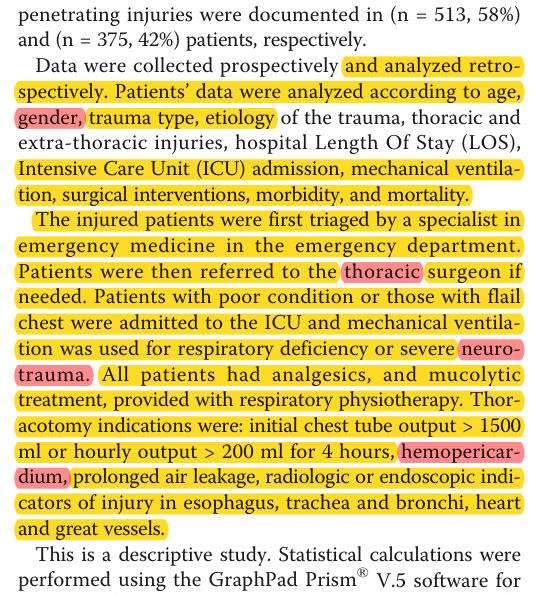 penetrating injuries were documented in (n = 513, 58%)
and (n = 375, 42%) patients, respectively.
Data were collected prospectively and analyzed retro-
spectively. Patients' data were analyzed according to age,
gender, trauma type, etiology of the trauma, thoracic and
extra-thoracic injuries, hospital Length Of Stay (LOS),
Intensive Care Unit (ICU) admission, mechanical ventila-
tion, surgical interventions, morbidity, and mortality.
The injured patients were first triaged by a specialist in
emergency medicine in the emergency department.
Patients were then referred to the thoracic surgeon if
needed. Patients with poor condition or those with flail
chest were admitted to the ICU and mechanical ventila-
tion was used for respiratory deficiency or severe neuro-
trauma. All patients had analgesics, and mucolytic
treatment, provided with respiratory physiotherapy. Thor-
acotomy indications were: initial chest tube output > 1500
ml or hourly output > 200 ml for 4 hours, hemopericar-
dium, prolonged air leakage, radiologic or endoscopic indi-
cators of injury in esophagus, trachea and bronchi, heart
and great vessels.
This is a descriptive study. Statistical calculations were
performed using the GraphPad Prism® V.5 software for